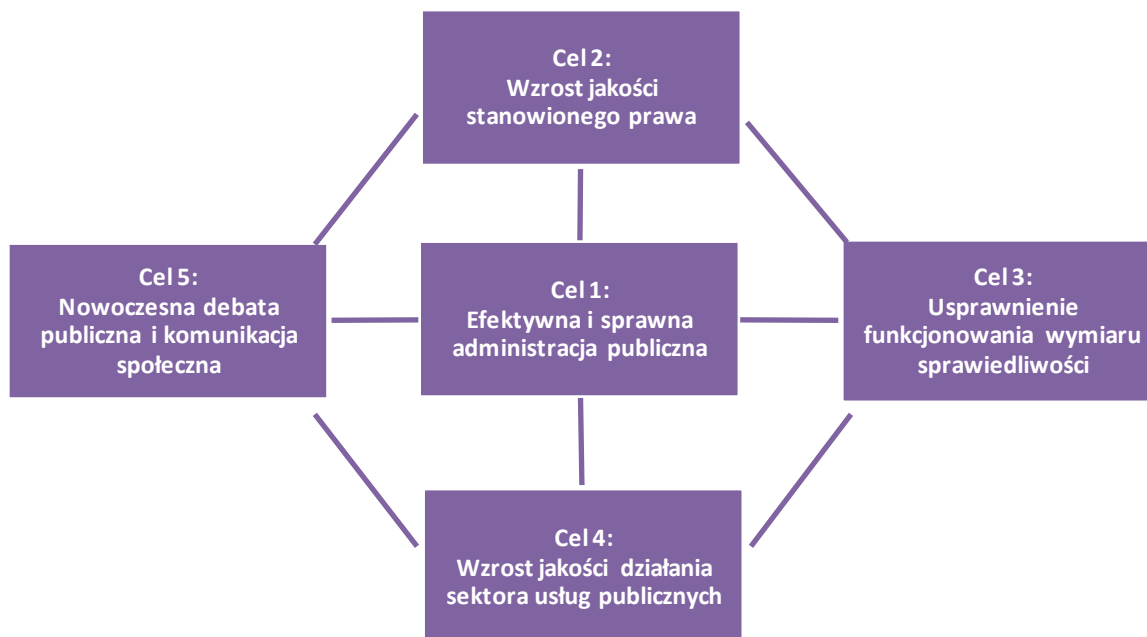 Cel 2:
Wzrost jakości
stanowionego prawa
Cel 5:
Nowoczesna debata
publiczna i komunikacja
społeczna
Cel 1:
Efektywna i sprawna
administracja publiczna
Cel 3:
Usprawnienie
funkcjonowania wymiaru
sprawiedliwości
Cel 4:
Wzrost jakości działania
sektora usług publicznych